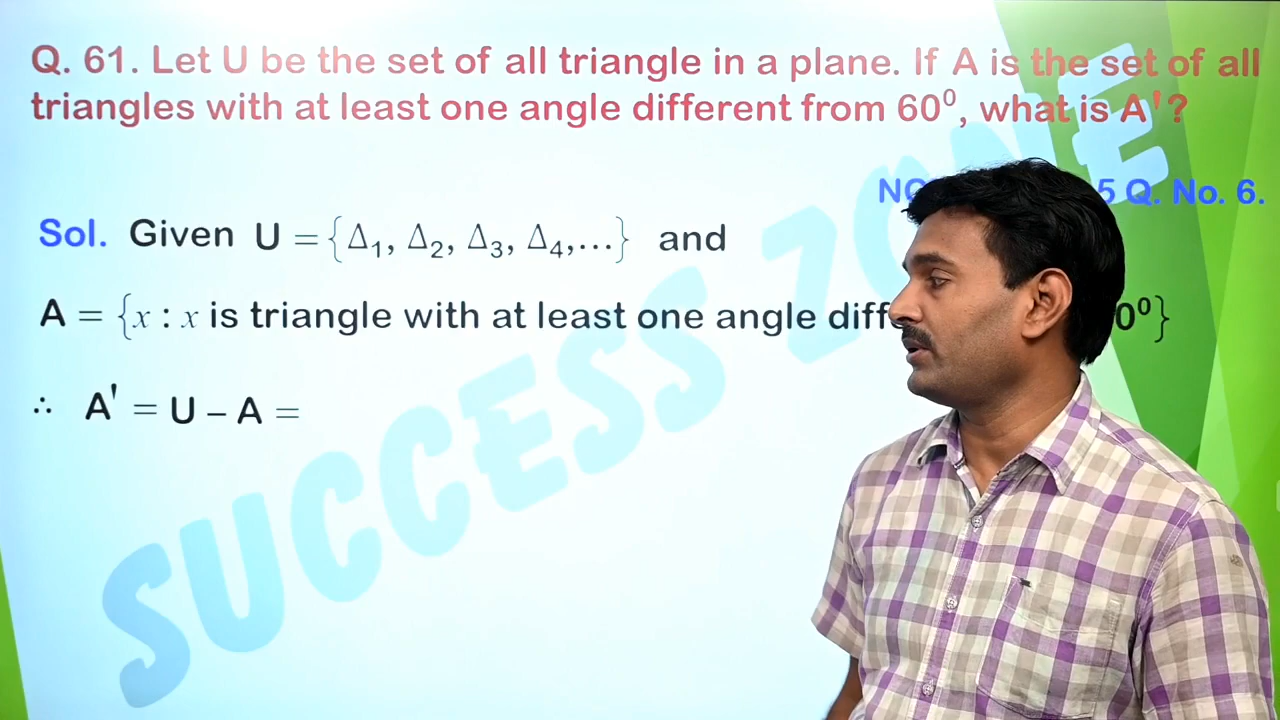 Q. 61. Let U be the set of all triangle in a plane. If A is the set of all
triangles with at least one angle different from 60⁰, what is A'?
5 Q. No. 6.
Sol. Given U = {Δ₁, Δ₂, Δ₃, Δ₄,...} and
A = {x : x is triangle with at least one angle 0⁰}
∴ A' = U – A =
SUCCESS ZONE